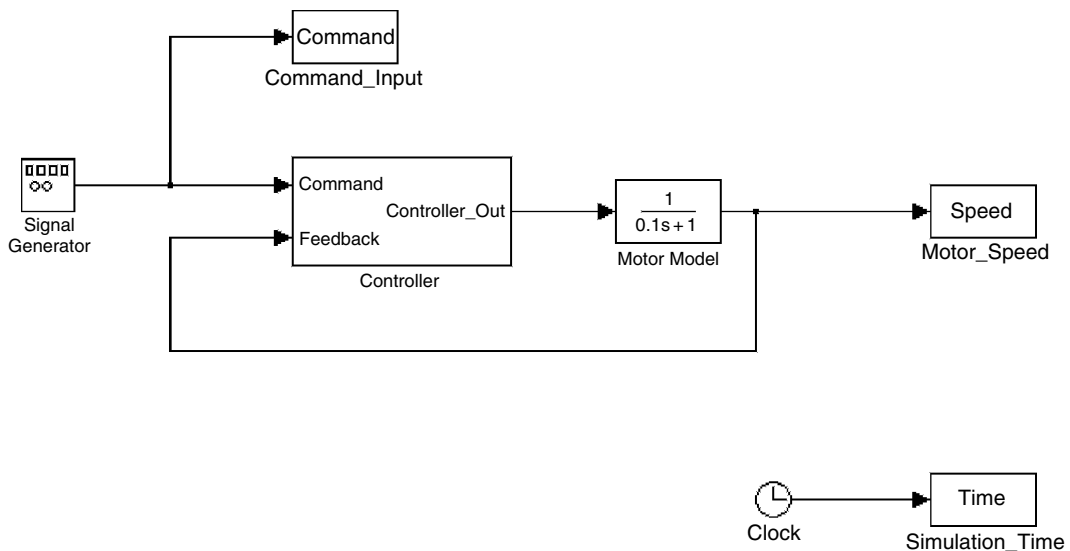 Command
Command_Input
Signal
Generator
Command
Controller_Out
Feedback
Controller
1
0.1s + 1
Motor Model
Speed
Motor_Speed
Clock
Time
Simulation_Time